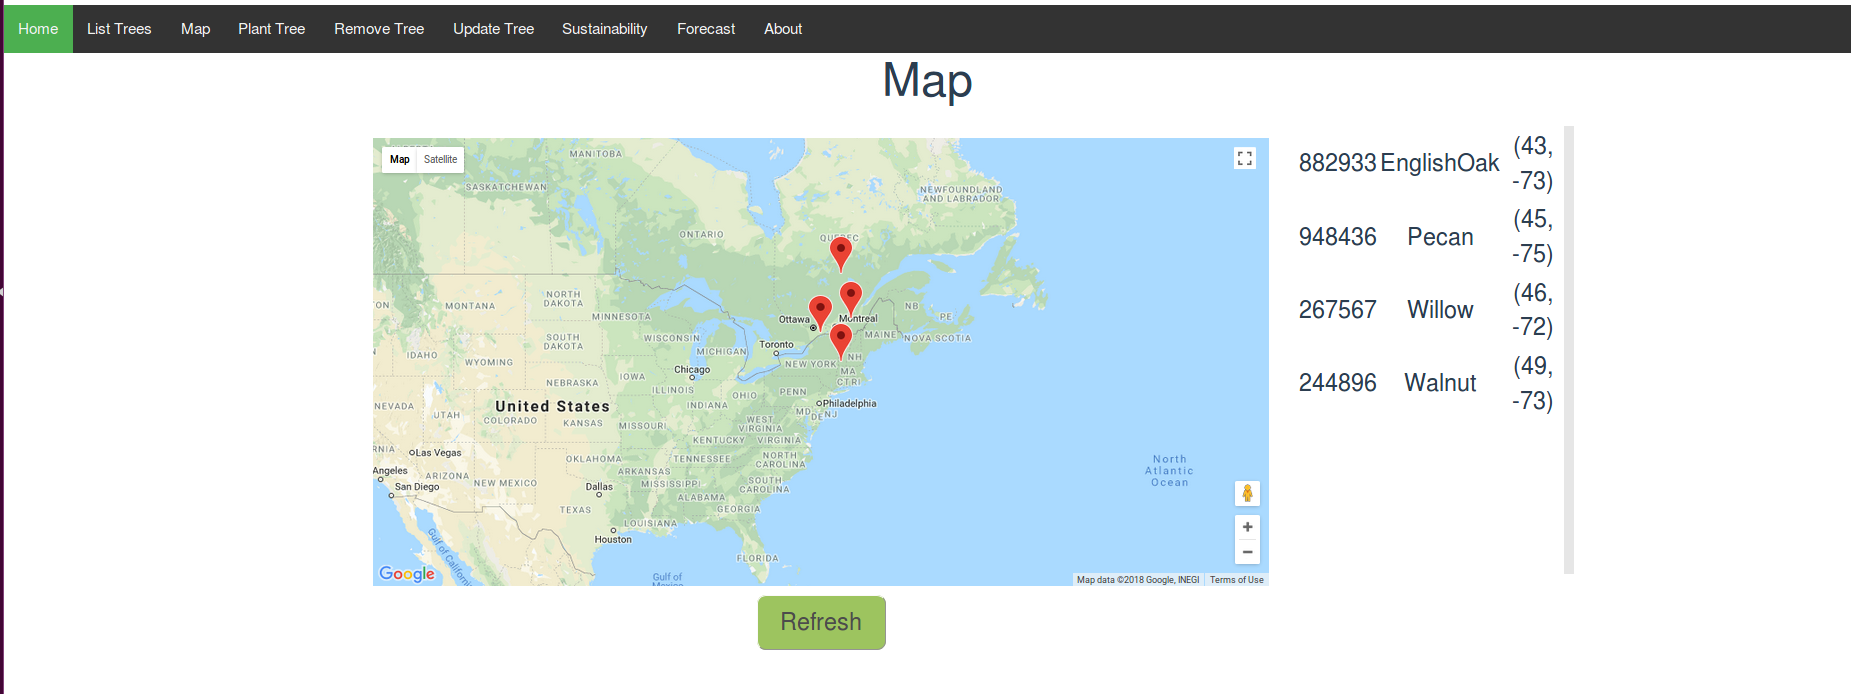 Home List Trees Map Plant Tree Remove Tree Update Tree Sustainability Forecast About
Map
Map Satellite
MANITOBA
SASKATCHEWAN
NEWFOUNDLAND
AND LABRADOR
ONTARIO
QUEBEC
NORTH
DAKOTA
MONTANA
MINNESOTA
Ottawa
Montreal
NB
PE
MAINE
NOVA SCOTIA
SOUTH
DAKOTA
WISCONSIN
MICHIGAN
Toronto
IDAHO
WYOMING
NEW YORK
NH
MA
CT RI
Chicago
IOWA
NEBRASKA
ILLINOIS
INDIANA
OHIO
PENN
NEVADA
UTAH
United States
COLORADO
KANSAS
MISSOURI
Philadelphia
MD
DE NJ
WEST
VIRGINIA
KENTUCKY
VIRGINIA
RNIA
Las Vegas
OKLAHOMA
TENNESSEE
NORTH
CAROLINA
Angeles
ARIZONA
NEW MEXICO
ARKANSAS
MISSISSIPPI
SOUTH
CAROLINA
San Diego
Dallas
ALABAMA
GEORGIA
TEXAS
LOUISIANA
Houston
FLORIDA
Gulf of California
Gulf of
Mexico
North
Atlantic
Ocean
Google
Map data ©2018 Google, INEGI Terms of Use
882933 EnglishOak (43,
-73)
948436 Pecan (45,
-75)
267567 Willow (46,
-72)
244896 Walnut (49,
-73)
Refresh